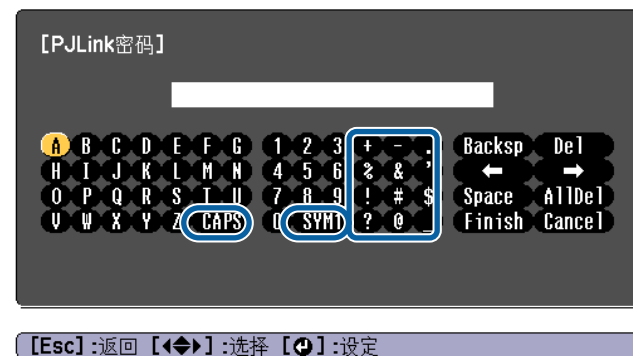 [PJLink密码]
A B C D E F G 1 2 3 + - . Backsp Del
H I J K L M N 4 5 6 % & ' ← →
O P Q R S T U 7 8 9 ! # $ Space AllDel
V W X Y Z CAPS 0 SYM1 ? @ _ Finish Cancel
[Esc]:返回 [◀◆▶]:选择 [⏎]:设定